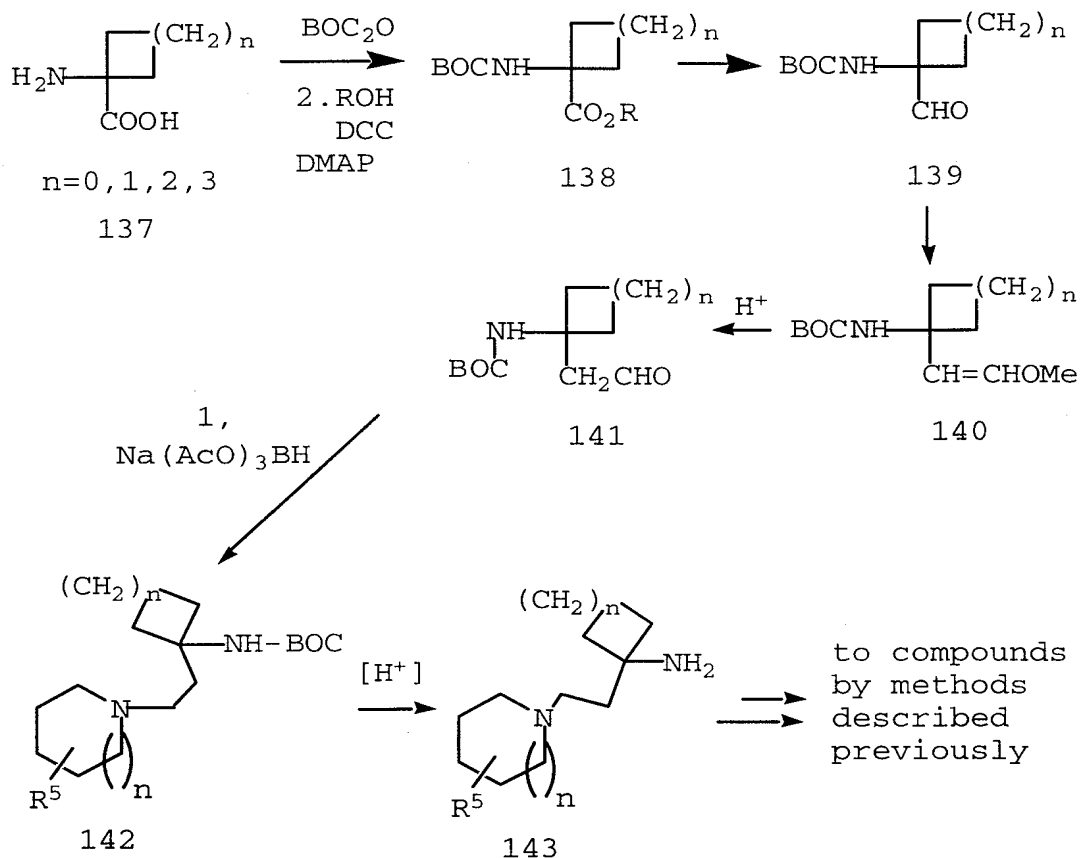 H₂N (CH₂)ₙ
COOH
n=0,1,2,3
137
BOC₂O
2.ROH
DCC
DMAP
BOCNH (CH₂)ₙ
CO₂R
138
BOCNH (CH₂)ₙ
CHO
139
BOCNH (CH₂)ₙ
CH=CHOMe
140
H⁺
NH (CH₂)ₙ
BOC
CH₂CHO
141
1,
Na(AcO)₃BH
(CH₂)ₙ
NH-BOC
N
R⁵
( )ₙ
142
[H⁺]
(CH₂)ₙ
NH₂
N
R⁵
( )ₙ
143
to compounds
by methods
described
previously